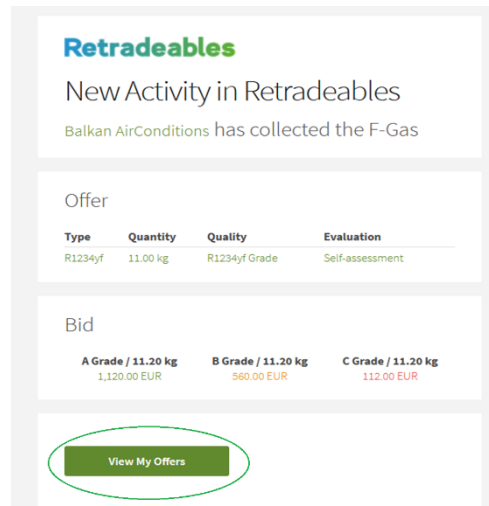 Retradeables
New Activity in Retradeables
Balkan AirConditions has collected the F-Gas
Offer
Type Quantity Quality Evaluation
R1234yf 11.00 kg R1234yf Grade Self-assessment
Bid
A Grade / 11.20 kg B Grade / 11.20 kg C Grade / 11.20 kg
1,120.00 EUR 560.00 EUR 112.00 EUR
View My Offers